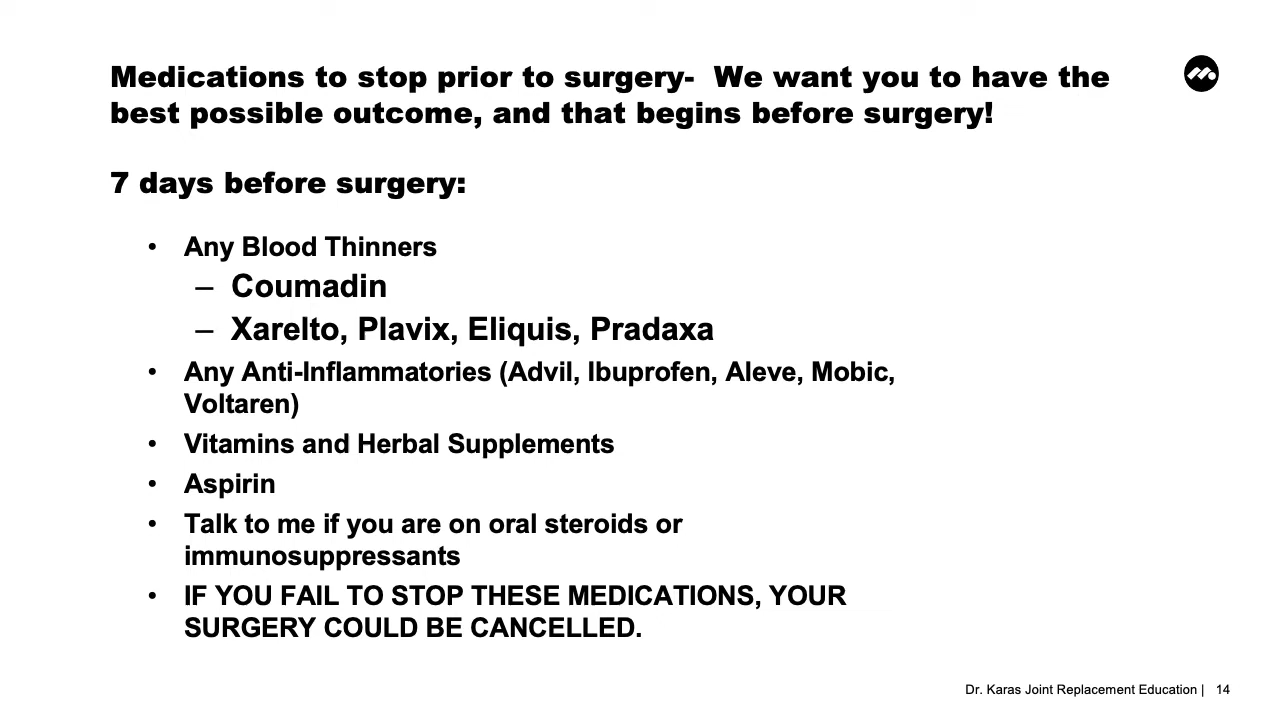 Medications to stop prior to surgery-  We want you to have the
best possible outcome, and that begins before surgery!
7 days before surgery:
• Any Blood Thinners
– Coumadin
– Xarelto, Plavix, Eliquis, Pradaxa
• Any Anti-Inflammatories (Advil, Ibuprofen, Aleve, Mobic,
Voltaren)
• Vitamins and Herbal Supplements
• Aspirin
• Talk to me if you are on oral steroids or
immunosuppressants
• IF YOU FAIL TO STOP THESE MEDICATIONS, YOUR
SURGERY COULD BE CANCELLED.
Dr. Karas Joint Replacement Education | 14